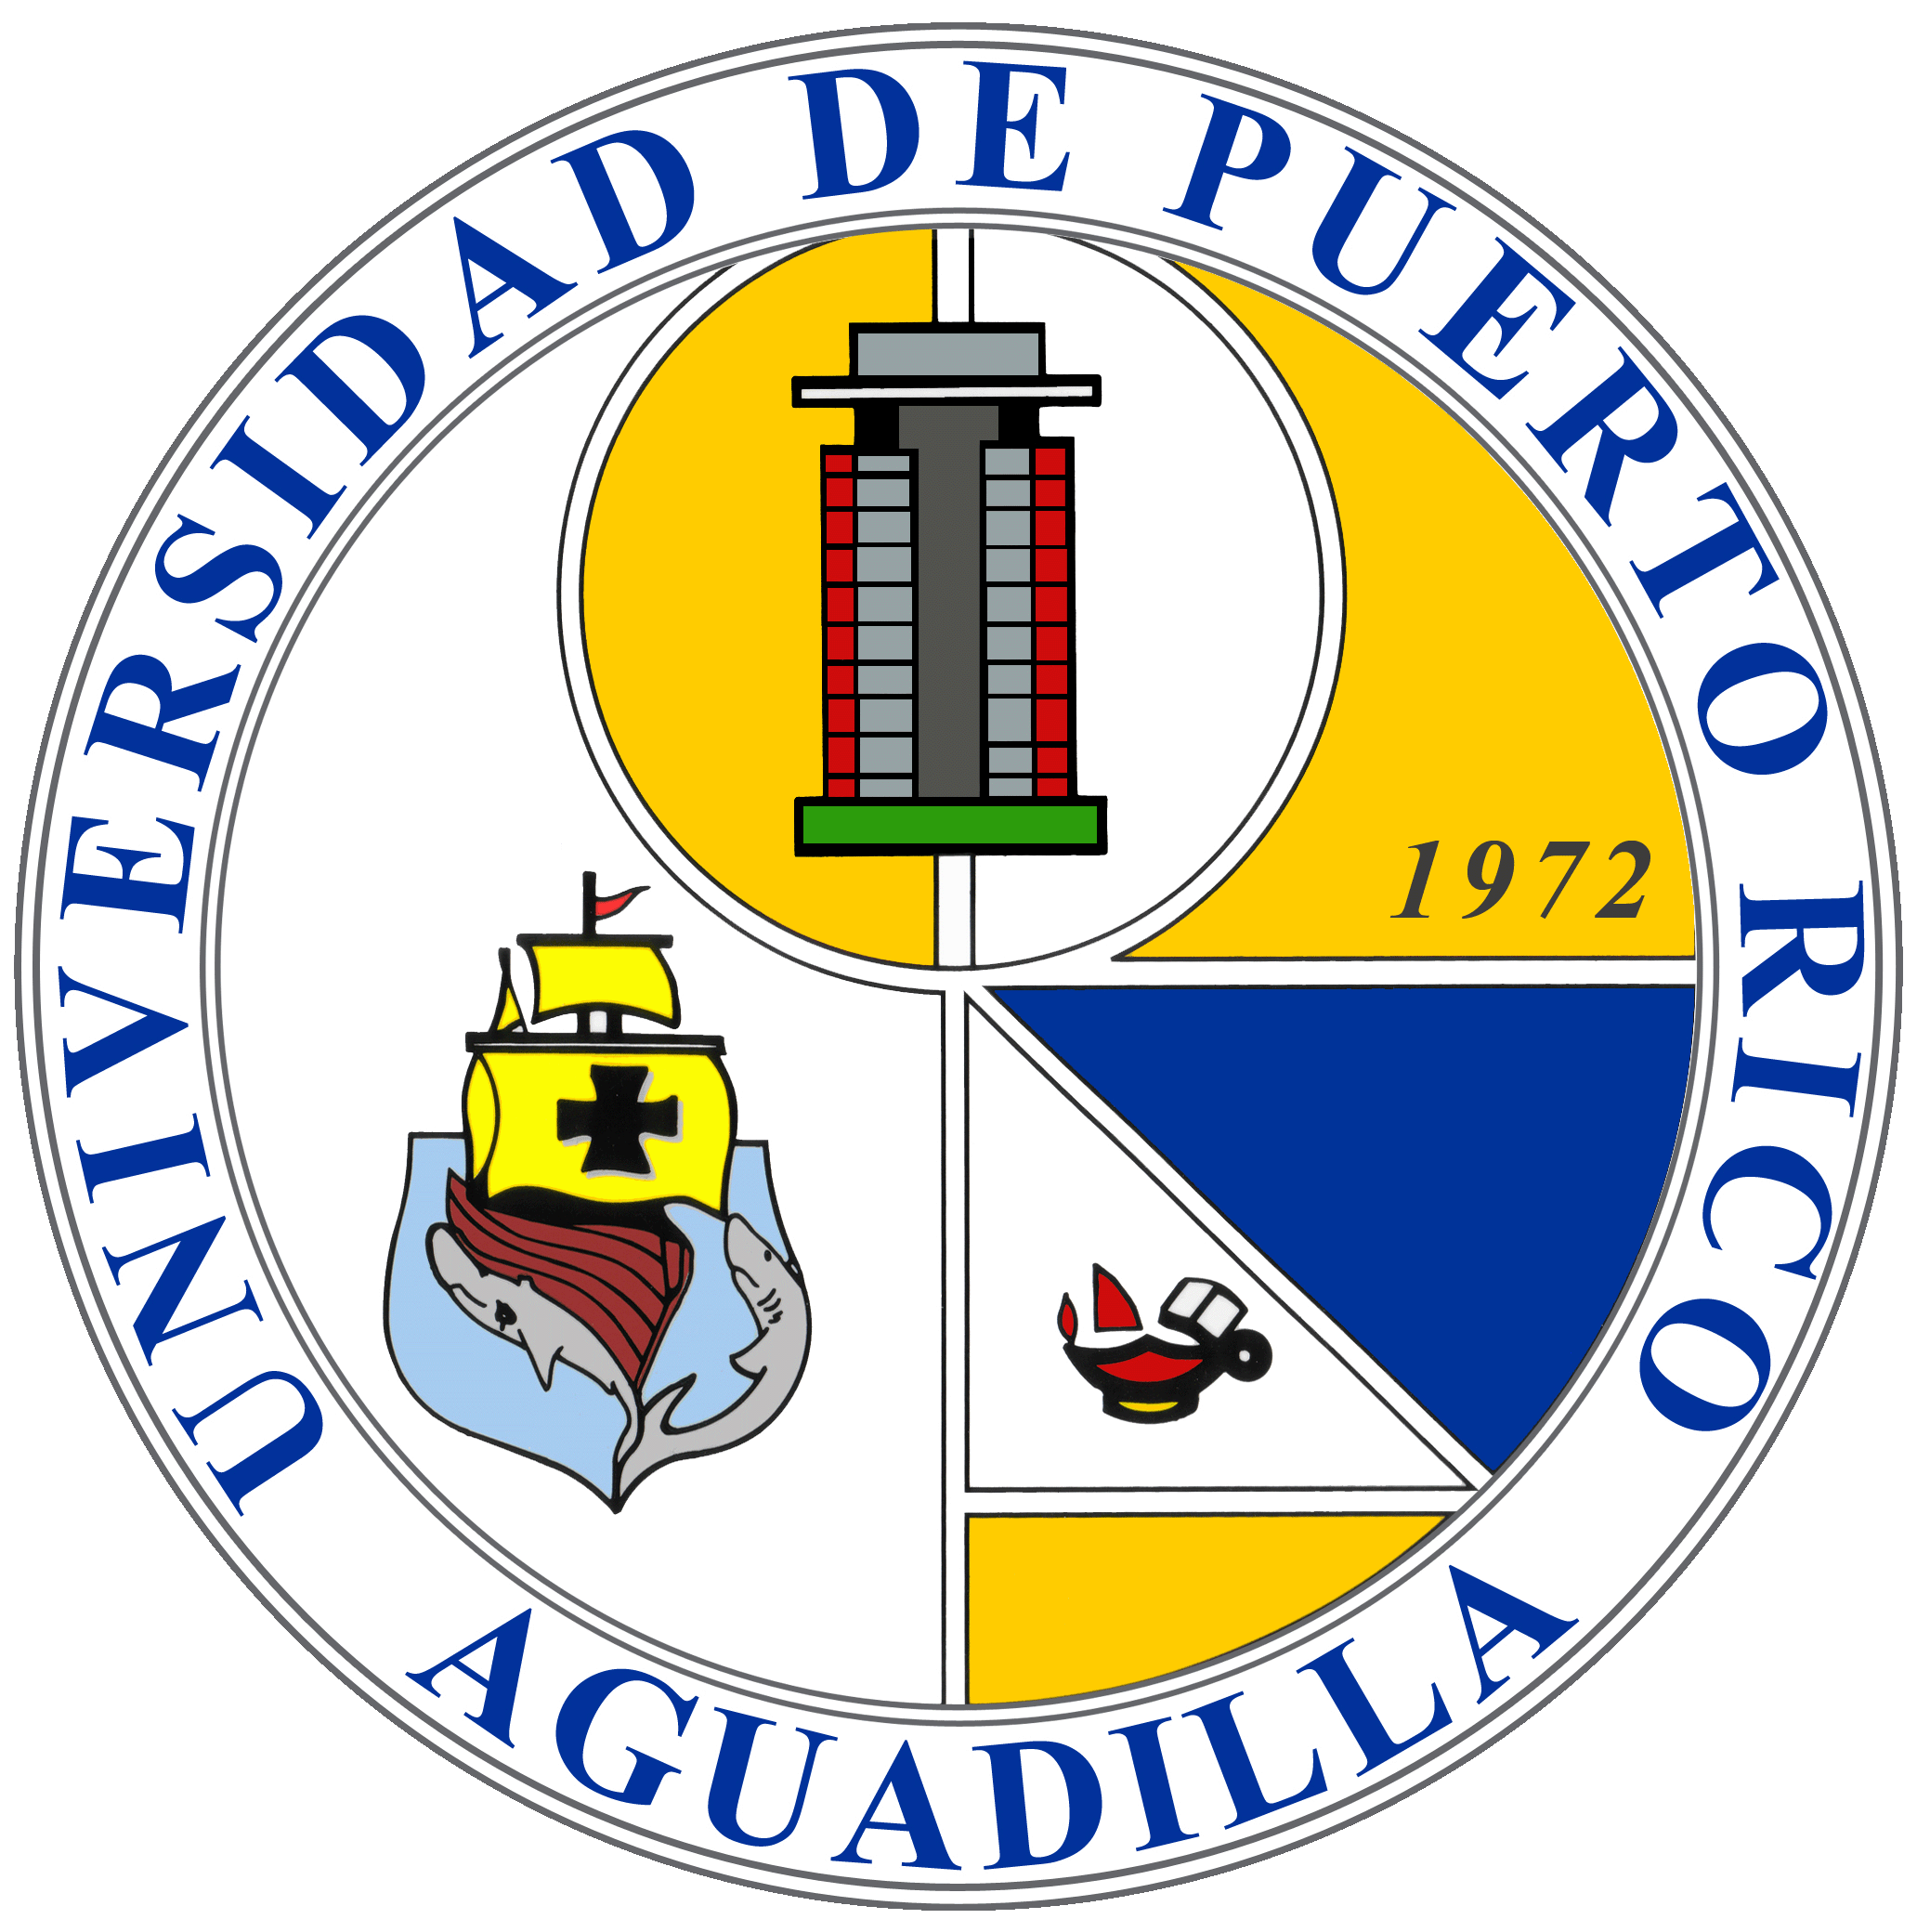 UNIVERSIDAD DE PUERTO RICO
1972
AGUADILLA